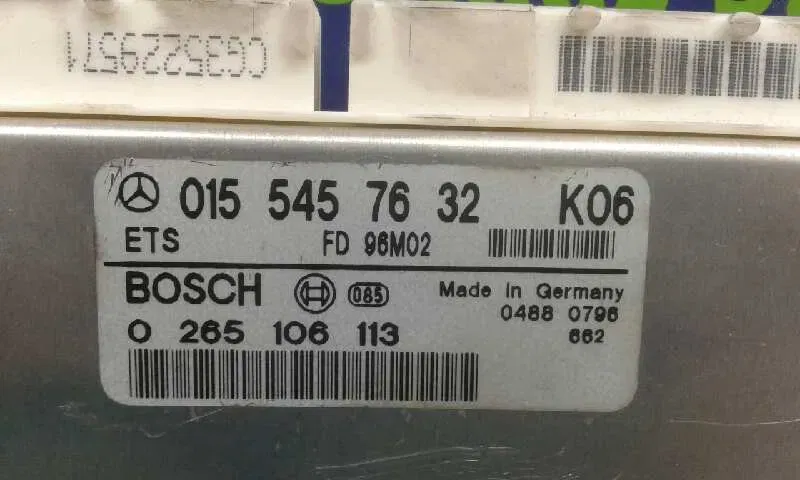 CG35229571
015 545 76 32 K06
ETS FD 96M02
BOSCH 085 Made in Germany
0 265 106 113 0488 0796
662